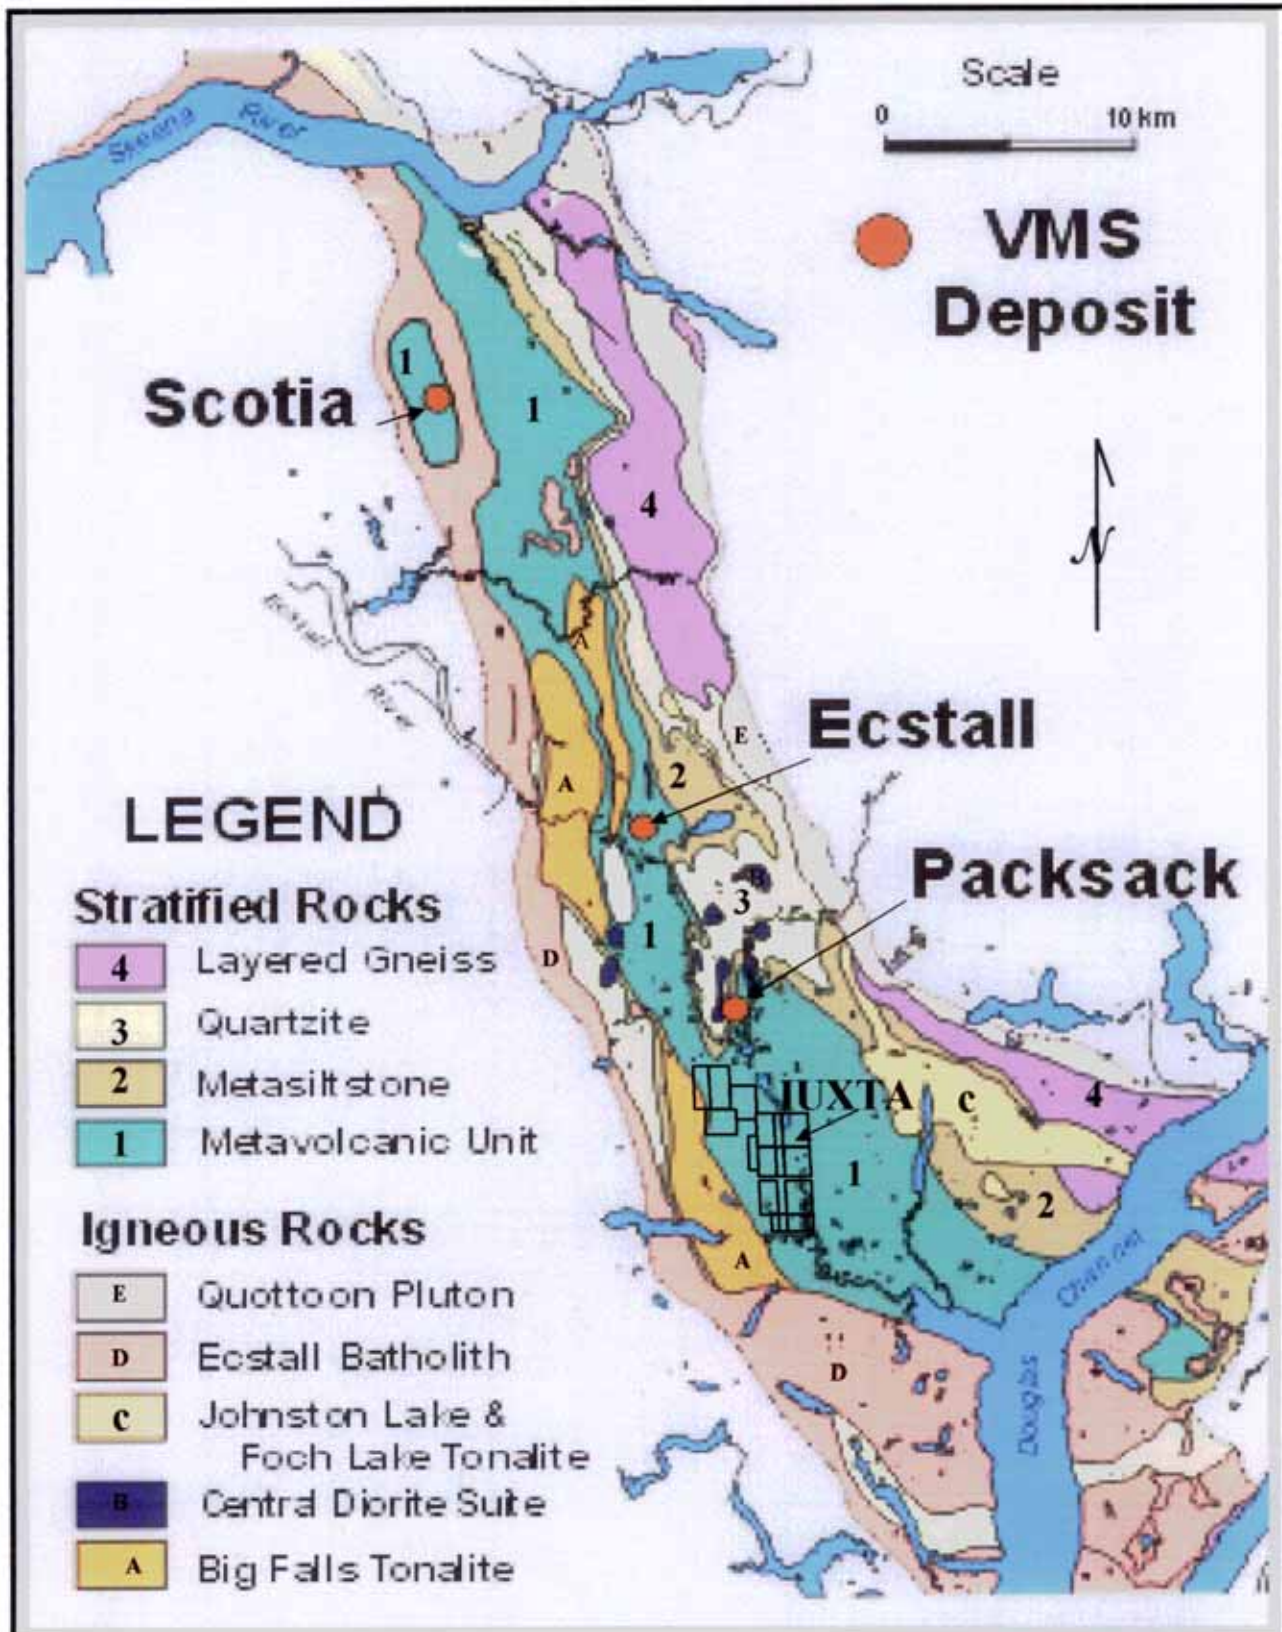 Skeena River
Scale
0 10 km
VMS
Deposit
1
Scotia
1
4
N
Ecstall
River
A
Ecstall
E
2
A
LEGEND
Packsack
B
3
1
D
Stratified Rocks
4 Layered Gneiss
3 Quartzite
2 Metasiltstone
1 Metavolcanic Unit
IUXTA
c
4
1
2
A
Igneous Rocks
E Quottoon Pluton
D Ecstall Batholith
c Johnston Lake &
Foch Lake Tonalite
B Central Diorite Suite
A Big Falls Tonalite
D
Douglas Channel